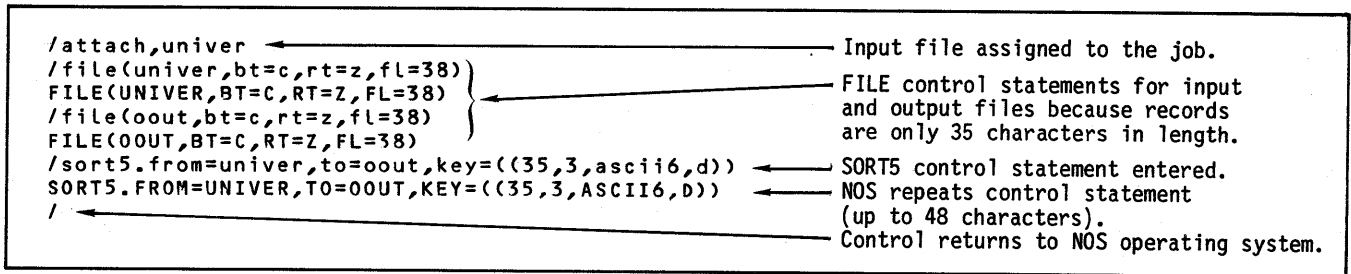 /attach,univer
/file(univer,bt=c,rt=z,fl=38)
FILE(UNIVER,BT=C,RT=Z,FL=38)
/file(oout,bt=c,rt=z,fl=38)
FILE(OOUT,BT=C,RT=Z,FL=38)
/sort5.from=univer,to=oout,key=((35,3,ascii6,d))
SORT5.FROM=UNIVER,TO=OOUT,KEY=((35,3,ASCII6,D))
/
Input file assigned to the job.
FILE control statements for input
and output files because records
are only 35 characters in length.
SORT5 control statement entered.
NOS repeats control statement
(up to 48 characters).
Control returns to NOS operating system.